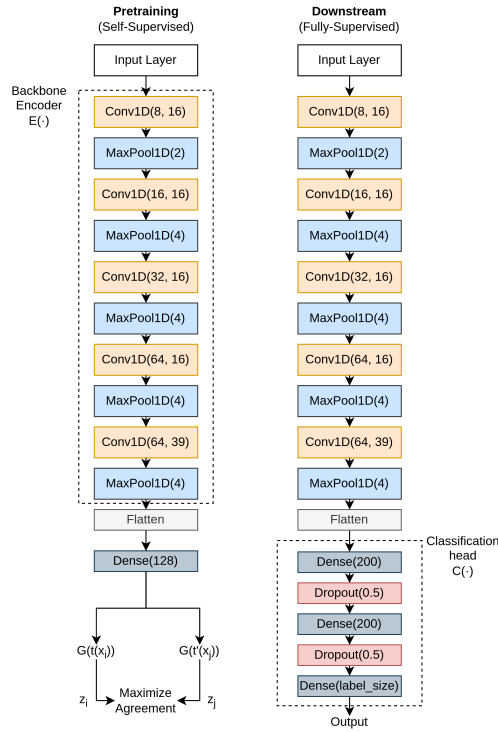 Pretraining
(Self-Supervised)
Input Layer
Backbone
Encoder
E(·)
Conv1D(8, 16)
MaxPool1D(2)
Conv1D(16, 16)
MaxPool1D(4)
Conv1D(32, 16)
MaxPool1D(4)
Conv1D(64, 16)
MaxPool1D(4)
Conv1D(64, 39)
MaxPool1D(4)
Flatten
Dense(128)
G(t(xi))
G(t'(xj))
zi
Maximize
Agreement
zj
Downstream
(Fully-Supervised)
Input Layer
Conv1D(8, 16)
MaxPool1D(2)
Conv1D(16, 16)
MaxPool1D(4)
Conv1D(32, 16)
MaxPool1D(4)
Conv1D(64, 16)
MaxPool1D(4)
Conv1D(64, 39)
MaxPool1D(4)
Flatten
Classification
head
C(·)
Dense(200)
Dropout(0.5)
Dense(200)
Dropout(0.5)
Dense(label_size)
Output